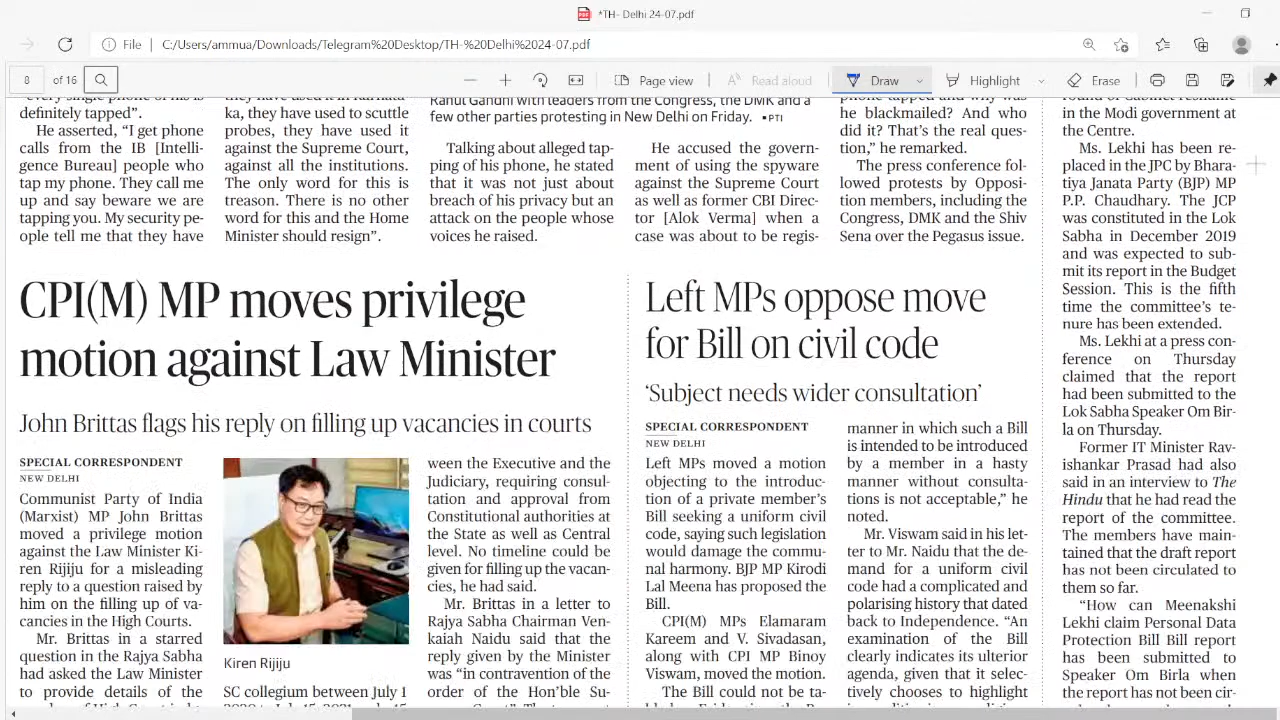 *TH- Delhi 24-07.pdf
File
C:/Users/ammua/Downloads/Telegram%20Desktop/TH-%20Delhi%2024-07.pdf
8 of 16
Page view
Read aloud
Draw
Highlight
Erase
definitely tapped”.
He asserted, “I get phone
calls from the IB [Intelli-
gence Bureau] people who
tap my phone. They call me
up and say beware we are
tapping you. My security pe-
ople tell me that they have
ka, they have used to scuttle
probes, they have used it
against the Supreme Court,
against all the institutions.
The only word for this is
treason. There is no other
word for this and the Home
Minister should resign”.
Rahul Gandhi with leaders from the Congress, the DMK and a
few other parties protesting in New Delhi on Friday. ▪PTI
Talking about alleged tap-
ping of his phone, he stated
that it was not just about
breach of his privacy but an
attack on the people whose
voices he raised.
He accused the govern-
ment of using the spyware
against the Supreme Court
as well as former CBI Direc-
tor [Alok Verma] when a
case was about to be regis-
phone tapped and why was
he blackmailed? And who
did it? That’s the real ques-
tion,” he remarked.
The press conference fol-
lowed protests by Opposi-
tion members, including the
Congress, DMK and the Shiv
Sena over the Pegasus issue.
in the Modi government at
the Centre.
Ms. Lekhi has been re-
placed in the JPC by Bhara-
tiya Janata Party (BJP) MP
P.P. Chaudhary. The JCP
was constituted in the Lok
Sabha in December 2019
and was expected to sub-
mit its report in the Budget
Session. This is the fifth
time the committee’s te-
nure has been extended.
Ms. Lekhi at a press con-
ference on Thursday
claimed that the report
had been submitted to the
Lok Sabha Speaker Om Bir-
la on Thursday.
Former IT Minister Rav-
ishankar Prasad had also
said in an interview to The
Hindu that he had read the
report of the committee.
The members have main-
tained that the draft report
has not been circulated to
them so far.
“How can Meenakshi
Lekhi claim Personal Data
Protection Bill Bill report
has been submitted to
Speaker Om Birla when
the report has not been cir-
CPI(M) MP moves privilege
motion against Law Minister
John Brittas flags his reply on filling up vacancies in courts
SPECIAL CORRESPONDENT
NEW DELHI
Communist Party of India
(Marxist) MP John Brittas
moved a privilege motion
against the Law Minister Ki-
ren Rijiju for a misleading
reply to a question raised by
him on the filling up of va-
cancies in the High Courts.
Mr. Brittas in a starred
question in the Rajya Sabha
had asked the Law Minister
to provide details of the
Kiren Rijiju
SC collegium between July 1
ween the Executive and the
Judiciary, requiring consul-
tation and approval from
Constitutional authorities at
the State as well as Central
level. No timeline could be
given for filling up the vacan-
cies, he had said.
Mr. Brittas in a letter to
Rajya Sabha Chairman Ven-
kaiah Naidu said that the
reply given by the Minister
was “in contravention of the
order of the Hon’ble Su-
Left MPs oppose move
for Bill on civil code
‘Subject needs wider consultation’
SPECIAL CORRESPONDENT
NEW DELHI
Left MPs moved a motion
objecting to the introduc-
tion of a private member’s
Bill seeking a uniform civil
code, saying such legislation
would damage the commu-
nal harmony. BJP MP Kirodi
Lal Meena has proposed the
Bill.
CPI(M) MPs Elamaram
Kareem and V. Sivadasan,
along with CPI MP Binoy
Viswam, moved the motion.
The Bill could not be ta-
manner in which such a Bill
is intended to be introduced
by a member in a hasty
manner without consulta-
tions is not acceptable,” he
noted.
Mr. Viswam said in his let-
ter to Mr. Naidu that the de-
mand for a uniform civil
code had a complicated and
polarising history that dated
back to Independence. “An
examination of the Bill
clearly indicates its ulterior
agenda, given that it selec-
tively chooses to highlight